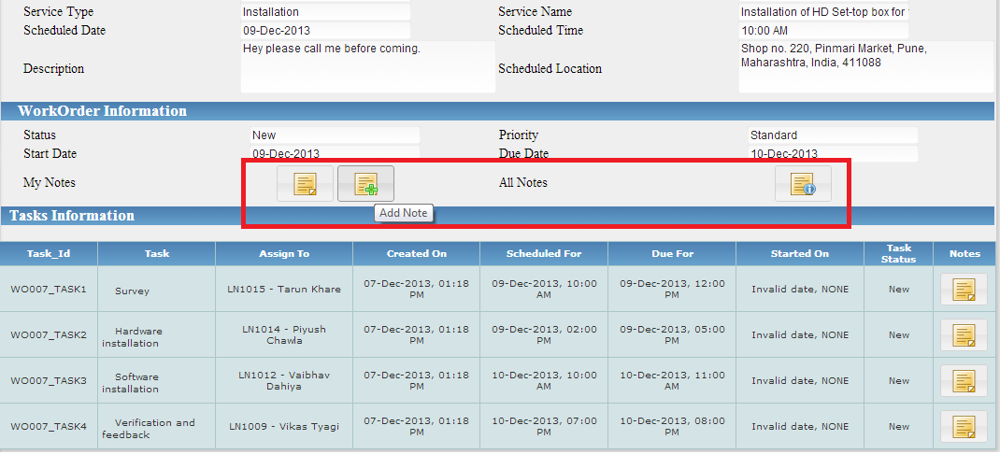 Service Type Installation Service Name Installation of HD Set-top box for
Scheduled Date 09-Dec-2013 Scheduled Time 10:00 AM
Description Hey please call me before coming. Scheduled Location Shop no. 220, Pinmari Market, Pune,
Maharashtra, India, 411088
WorkOrder Information
Status New Priority Standard
Start Date 09-Dec-2013 Due Date 10-Dec-2013
My Notes All Notes
Add Note
Tasks Information
Task_Id Task Assign To Created On Scheduled For Due For Started On Task Status Notes
WO007_TASK1 Survey LN1015 - Tarun Khare 07-Dec-2013, 01:18 PM 09-Dec-2013, 10:00 AM 09-Dec-2013, 12:00 PM Invalid date, NONE New
WO007_TASK2 Hardware installation LN1014 - Piyush Chawla 07-Dec-2013, 01:18 PM 09-Dec-2013, 02:00 PM 09-Dec-2013, 05:00 PM Invalid date, NONE New
WO007_TASK3 Software installation LN1012 - Vaibhav Dahiya 07-Dec-2013, 01:18 PM 10-Dec-2013, 10:00 AM 10-Dec-2013, 11:00 AM Invalid date, NONE New
WO007_TASK4 Verification and feedback LN1009 - Vikas Tyagi 07-Dec-2013, 01:18 PM 10-Dec-2013, 07:00 PM 10-Dec-2013, 08:00 PM Invalid date, NONE New